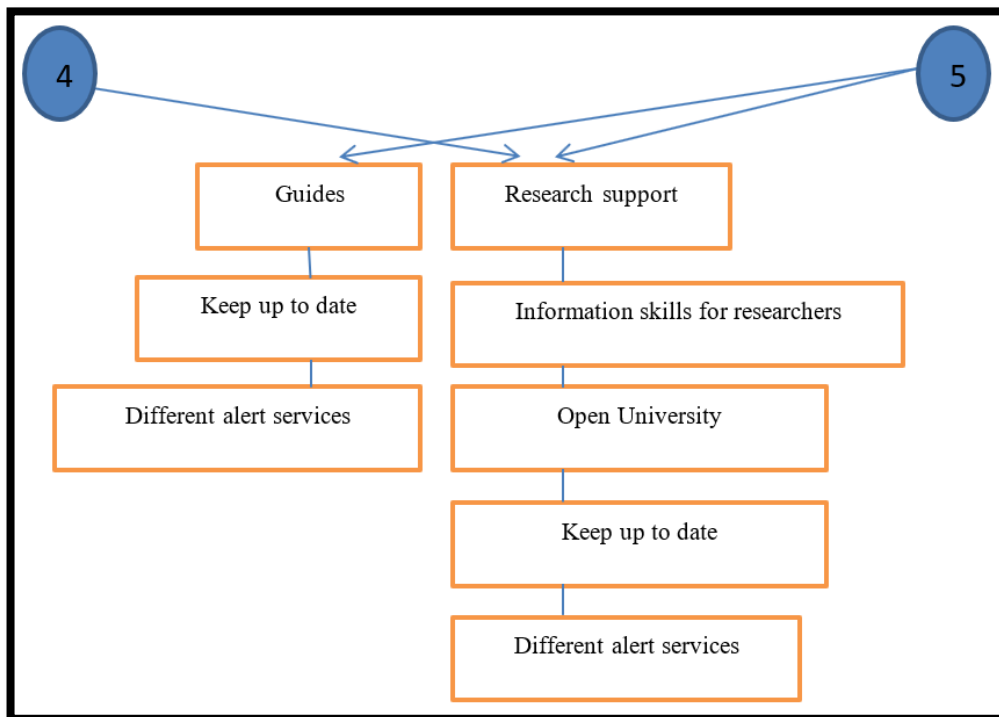 4
5
Guides
Research support
Keep up to date
Information skills for researchers
Different alert services
Open University
Keep up to date
Different alert services